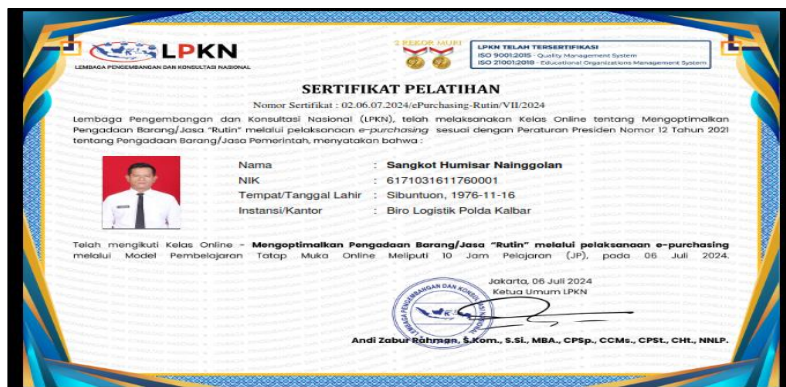 LPKN
LEMBAGA PENGEMBANGAN DAN KONSULTASI NASIONAL
2 REKOR MURI
LPKN TELAH TERSERTIFIKASI
ISO 9001:2015 - Quality Management System
ISO 21001:2018 - Educational Organizations Management System
SERTIFIKAT PELATIHAN
Nomor Sertifikat : 02.06.07.2024/ePurchasing-Rutin/VII/2024
Lembaga Pengembangan dan Konsultasi Nasional (LPKN), telah melaksanakan Kelas Online tentang Mengoptimalkan
Pengadaan Barang/Jasa "Rutin" melalui pelaksanaan e-purchasing sesuai dengan Peraturan Presiden Nomor 12 Tahun 2021
tentang Pengadaan Barang/Jasa Pemerintah, menyatakan bahwa :
Nama : Sangkot Humisar Nainggolan
NIK : 6171031611760001
Tempat/Tanggal Lahir : Sibuntuon, 1976-11-16
Instansi/Kantor : Biro Logistik Polda Kalbar
Telah mengikuti Kelas Online - Mengoptimalkan Pengadaan Barang/Jasa "Rutin" melalui pelaksanaan e-purchasing
melalui Model Pembelajaran Tatap Muka Online Meliputi 10 Jam Pelajaran (JP), pada 06 Juli 2024.
Jakarta, 06 Juli 2024
Ketua Umum LPKN
Andi Zabur Rahman, S.Kom., S.Si., MBA., CPSp., CCMs., CPSt., CHt., NNLP.